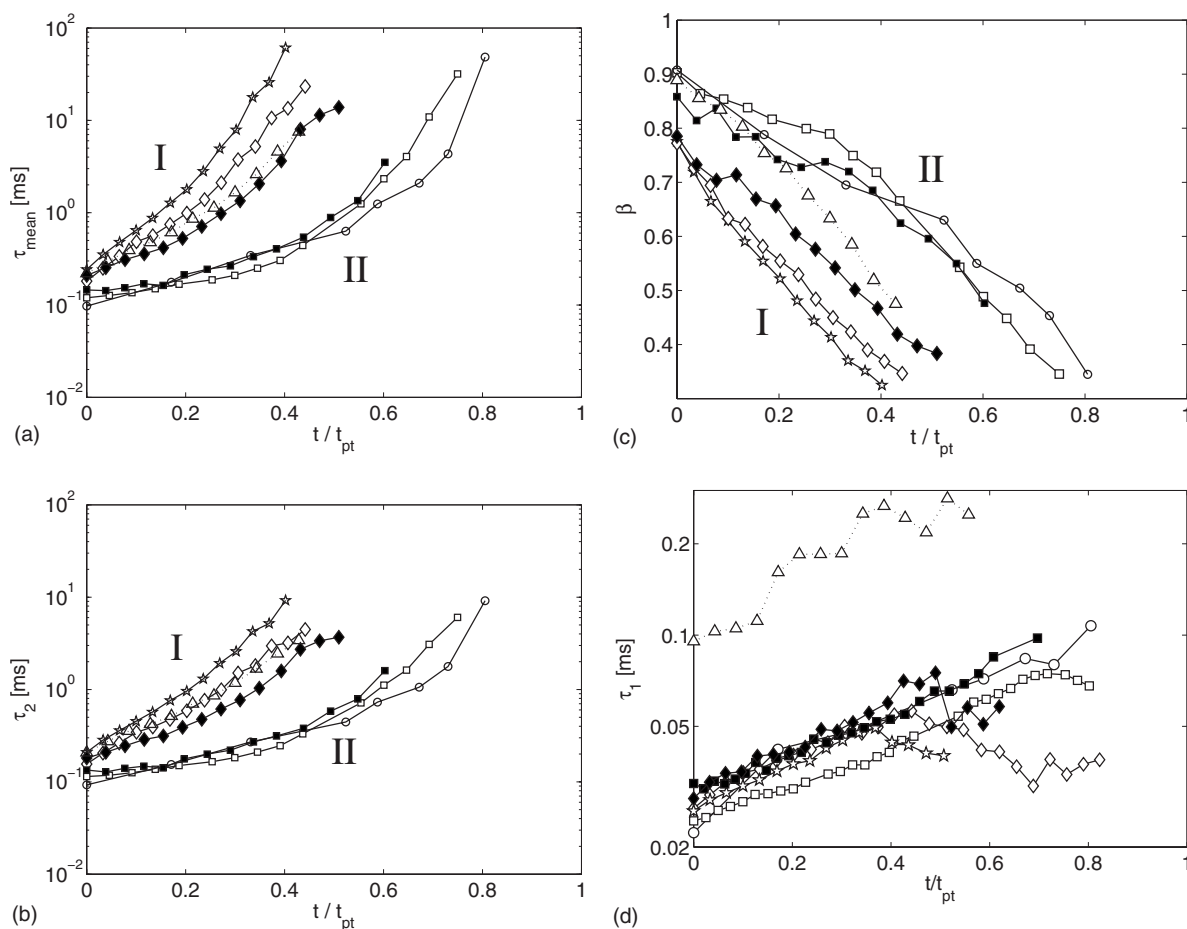 10^2
10^1
10^0
10^-1
10^-2
τ_mean [ms]
I
II
0 0.2 0.4 0.6 0.8 1
t / t_pt
(a)
1
0.9
0.8
0.7
0.6
0.5
0.4
β
II
I
0 0.2 0.4 0.6 0.8 1
t / t_pt
(c)
10^2
10^1
10^0
10^-1
10^-2
τ_2 [ms]
I
II
0 0.2 0.4 0.6 0.8 1
t / t_pt
(b)
0.2
0.1
0.05
0.02
τ_1 [ms]
0 0.2 0.4 0.6 0.8 1
t/t_pt
(d)